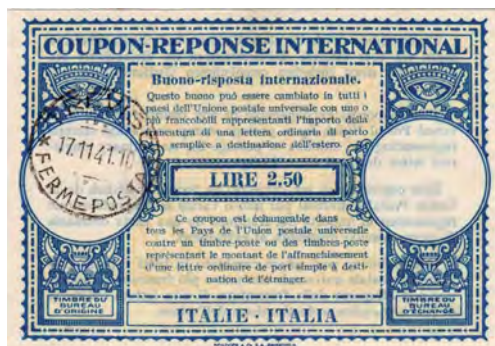 COUPON-REPONSE INTERNATIONAL
Buono-risposta internazionale.
Questo buono può essere cambiato in tutti i
paesi dell'Unione postale universale con uno o
più francobolli rappresentanti l'importo della
francatura di una lettera ordinaria di porto
semplice a destinazione dell'estero.
17.11.41.10
FERMEPOSTA
LIRE 2.50
Ce coupon est échangeable dans
tous les Pays de l'Union postale universelle
contre un timbre-poste ou des timbres-poste
représentant le montant de l'affranchissement
d'une lettre ordinaire de port simple à desti-
nation de l'étranger.
TIMBRE DU
BUREAU
D'ORIGINE
ITALIE - ITALIA
TIMBRE DU
BUREAU
D'ÉCHANGE